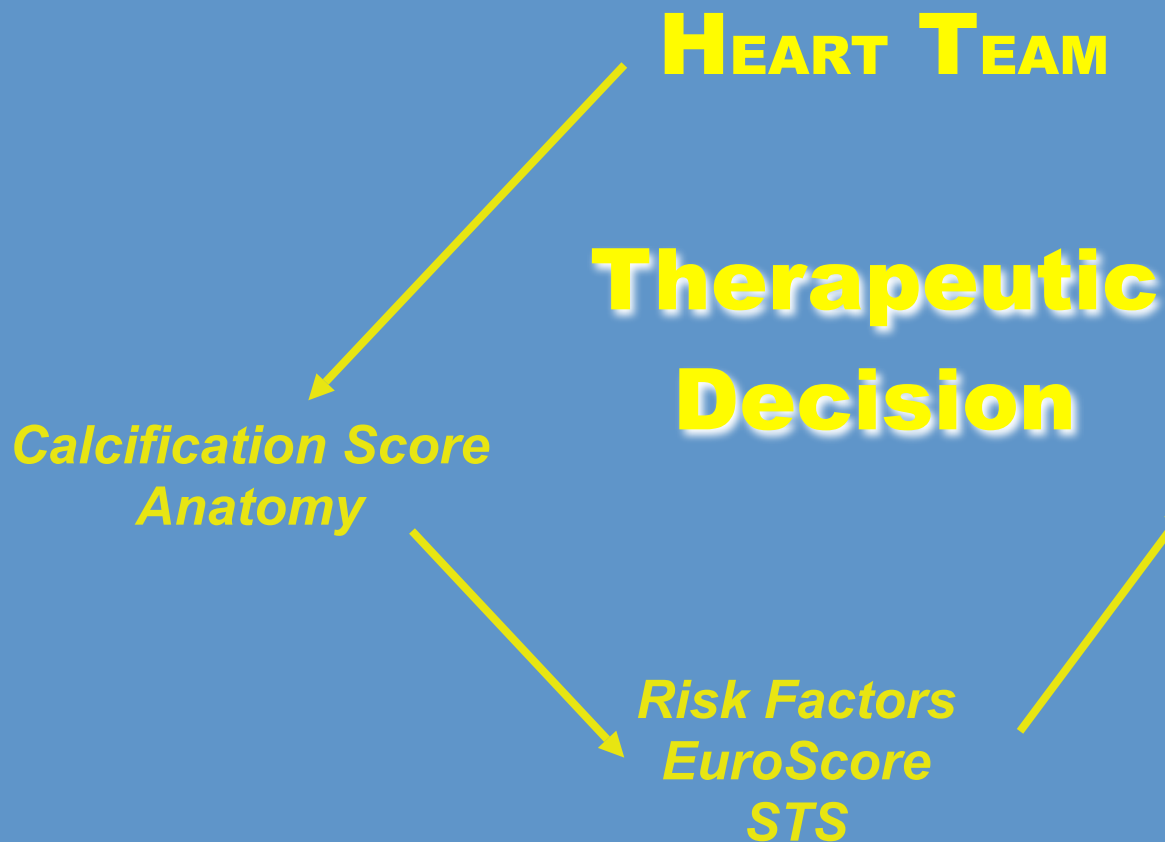 HEART TEAM
Therapeutic
Decision
Calcification Score
Anatomy
Risk Factors
EuroScore
STS